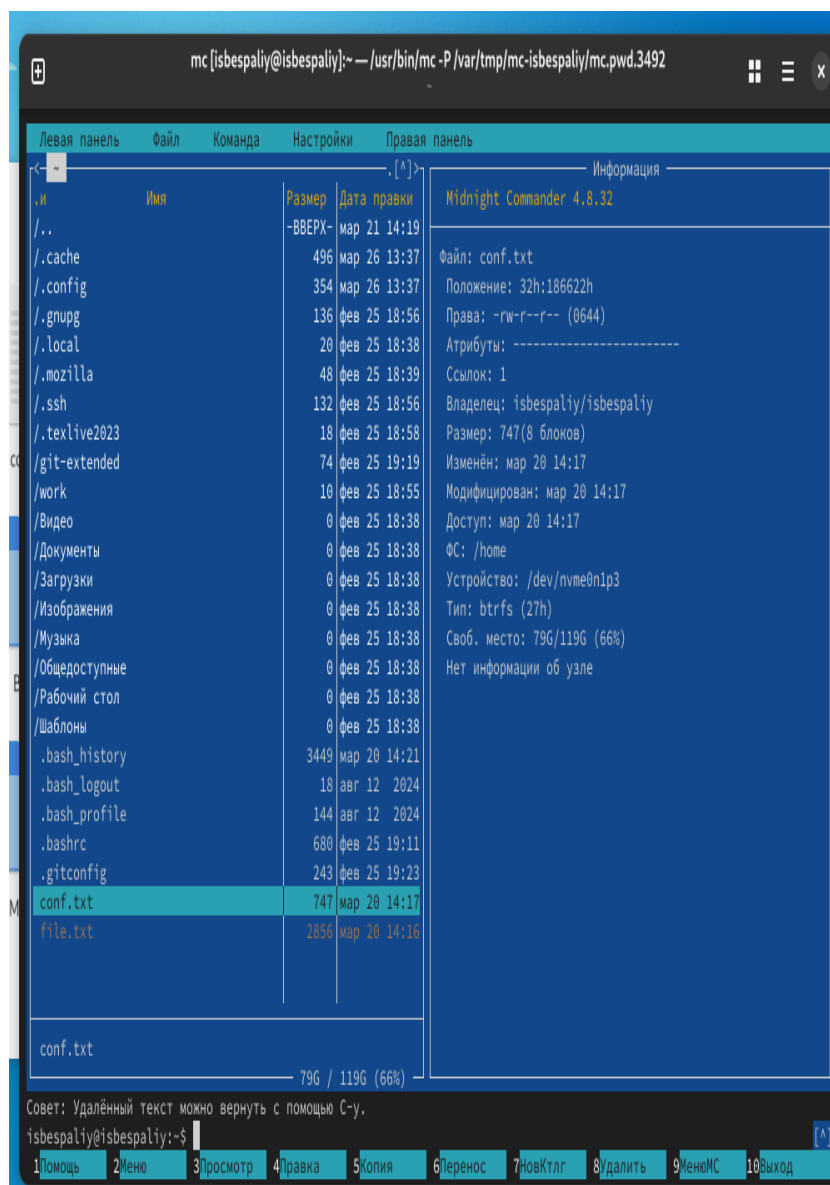 mc [isbespaliy@isbespaliy]:~ — /usr/bin/mc -P /var/tmp/mc-isbespaliy/mc.pwd.3492
~
Левая панель Файл Команда Настройки Правая панель
<- ~ .[^]>
.и Имя Размер Дата правки
/.. -ВВЕРХ- мар 21 14:19
/.cache 496 мар 26 13:37
/.config 354 мар 26 13:37
/.gnupg 136 фев 25 18:56
/.local 20 фев 25 18:38
/.mozilla 48 фев 25 18:39
/.ssh 132 фев 25 18:56
/.texlive2023 18 фев 25 18:58
/git-extended 74 фев 25 19:19
/work 10 фев 25 18:55
/Видео 0 фев 25 18:38
/Документы 0 фев 25 18:38
/Загрузки 0 фев 25 18:38
/Изображения 0 фев 25 18:38
/Музыка 0 фев 25 18:38
/Общедоступные 0 фев 25 18:38
/Рабочий стол 0 фев 25 18:38
/Шаблоны 0 фев 25 18:38
.bash_history 3449 мар 20 14:21
.bash_logout 18 авг 12 2024
.bash_profile 144 авг 12 2024
.bashrc 680 фев 25 19:11
.gitconfig 243 фев 25 19:23
conf.txt 747 мар 20 14:17
file.txt 2856 мар 20 14:16
conf.txt
79G / 119G (66%)
Информация
Midnight Commander 4.8.32
Файл: conf.txt
Положение: 32h:186622h
Права: -rw-r--r-- (0644)
Атрибуты: -------------------------
Ссылок: 1
Владелец: isbespaliy/isbespaliy
Размер: 747(8 блоков)
Изменён: мар 20 14:17
Модифицирован: мар 20 14:17
Доступ: мар 20 14:17
ФС: /home
Устройство: /dev/nvme0n1p3
Тип: btrfs (27h)
Своб. место: 79G/119G (66%)
Нет информации об узле
Совет: Удалённый текст можно вернуть с помощью C-y.
isbespaliy@isbespaliy:~$ [^]
1Помощь 2Меню 3Просмотр 4Правка 5Копия 6Перенос 7НовКтлг 8Удалить 9МенюMC 10Выход